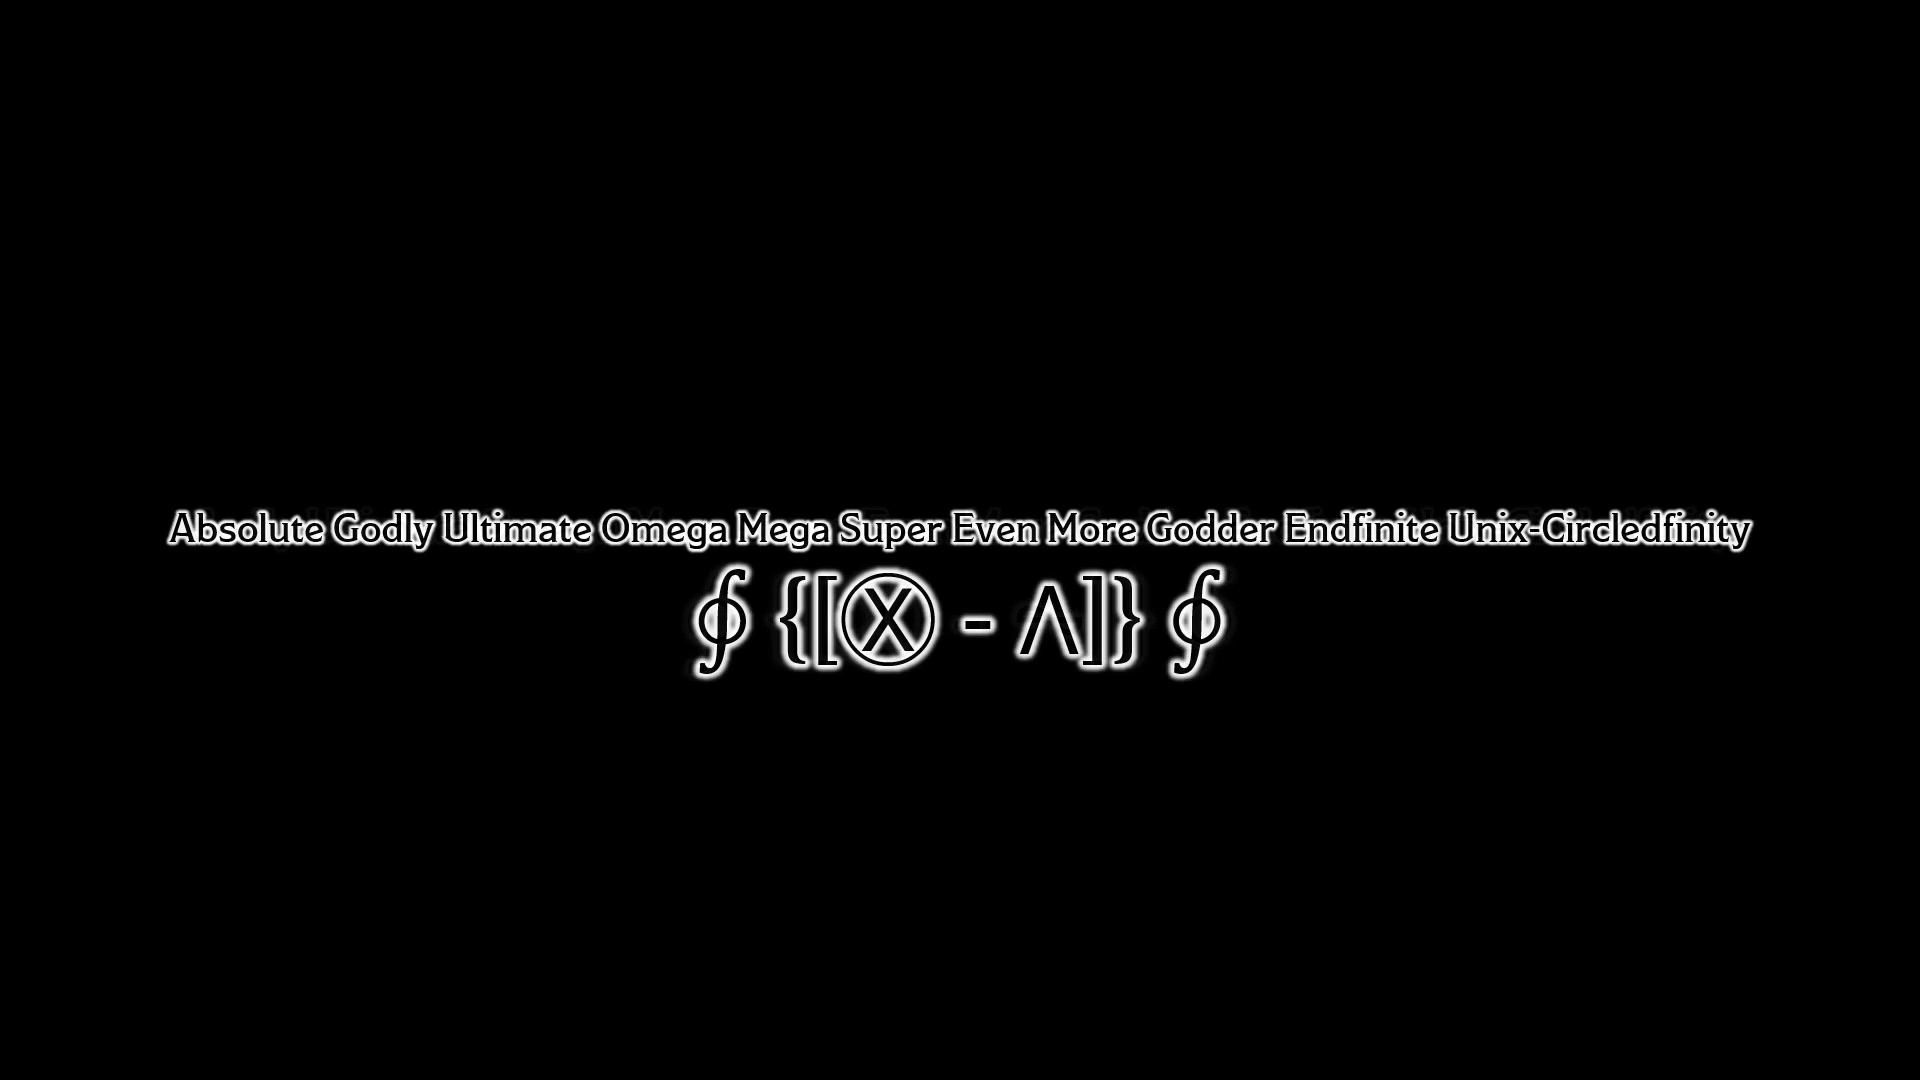 Absolute Godly Ultimate Omega Mega Super Even More Godder Endfinite Unix-Circledfinity
∮ {[Ⓧ - Λ]} ∮